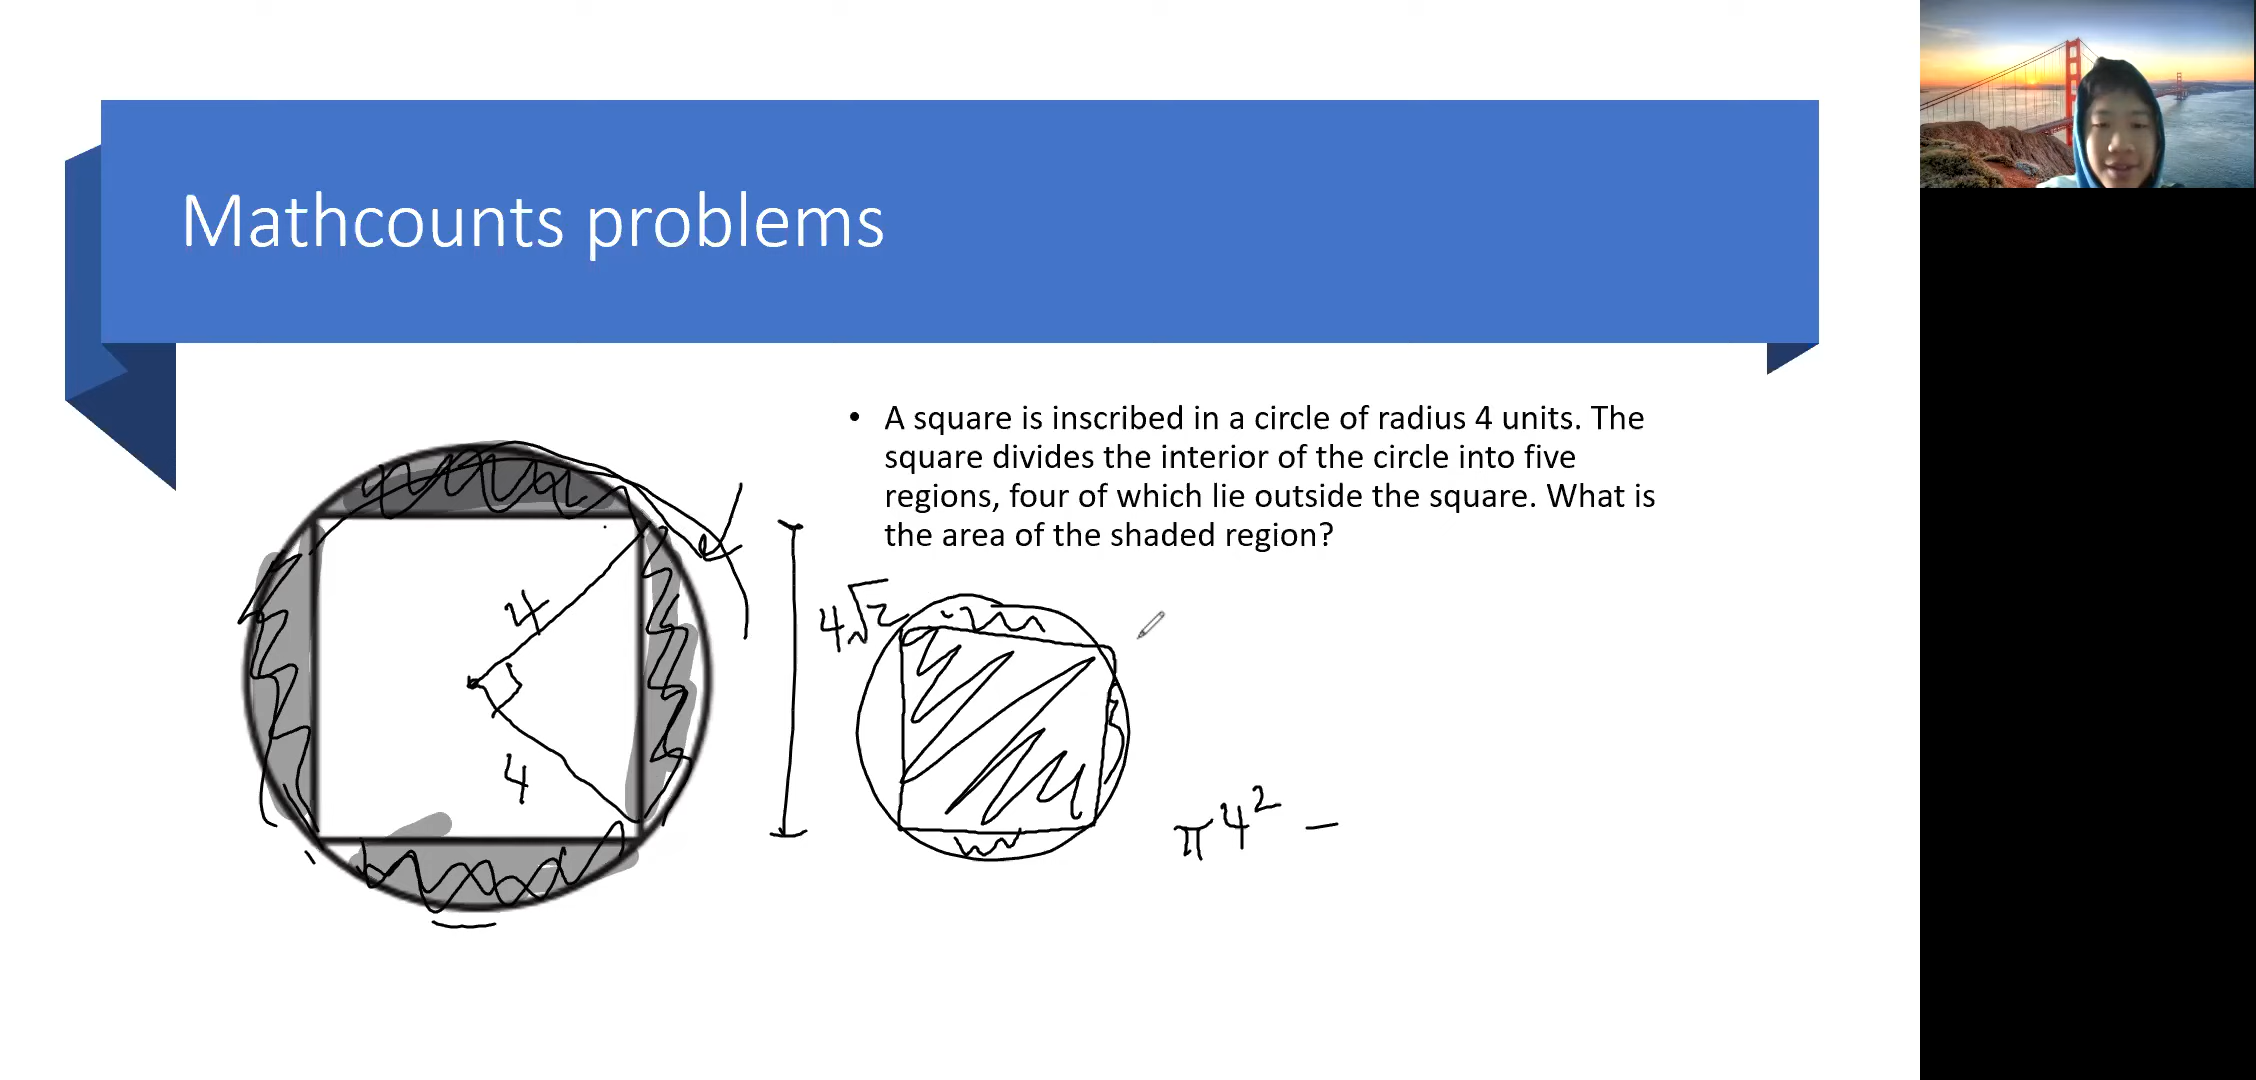 Mathcounts problems
• A square is inscribed in a circle of radius 4 units. The
square divides the interior of the circle into five
regions, four of which lie outside the square. What is
the area of the shaded region?
4
4
4√2
π4² −